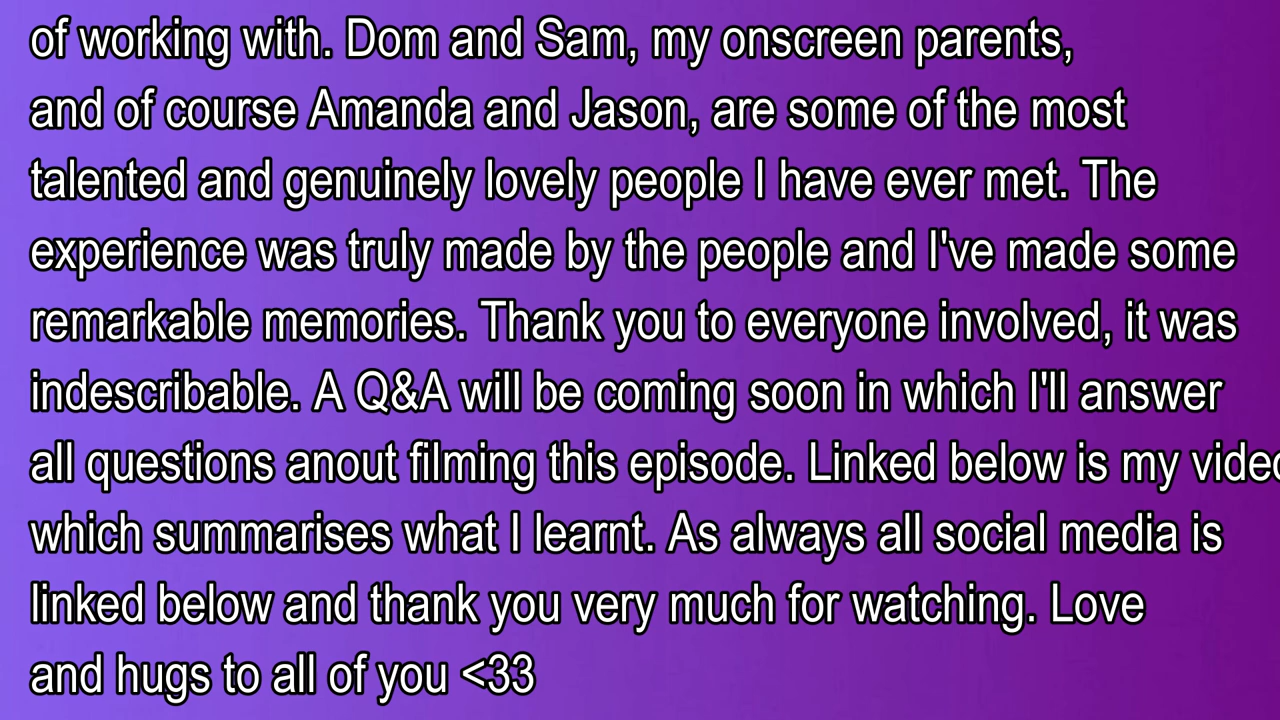 of working with. Dom and Sam, my onscreen parents,
and of course Amanda and Jason, are some of the most
talented and genuinely lovely people I have ever met. The
experience was truly made by the people and I've made some
remarkable memories. Thank you to everyone involved, it was
indescribable. A Q&A will be coming soon in which I'll answer
all questions anout filming this episode. Linked below is my video
which summarises what I learnt. As always all social media is
linked below and thank you very much for watching. Love
and hugs to all of you <33